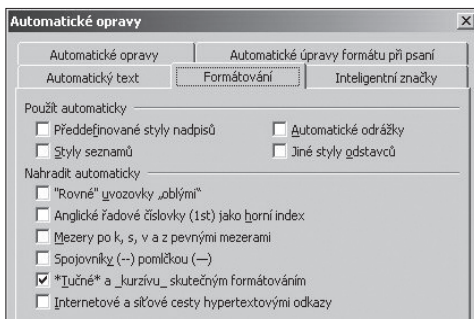 Automatické opravy
Automatické opravy Automatické úpravy formátu při psaní
Automatický text Formátování Inteligentní značky
Použít automaticky
Předdefinované styly nadpisů Automatické odrážky
Styly seznamů Jiné styly odstavců
Nahradit automaticky
"Rovné" uvozovky „oblými“
Anglické řadové číslovky (1st) jako horní index
Mezery po k, s, v a z pevnými mezerami
Spojovníky (--) pomlčkou (—)
*Tučné* a _kurzívu_ skutečným formátováním
Internetové a síťové cesty hypertextovými odkazy